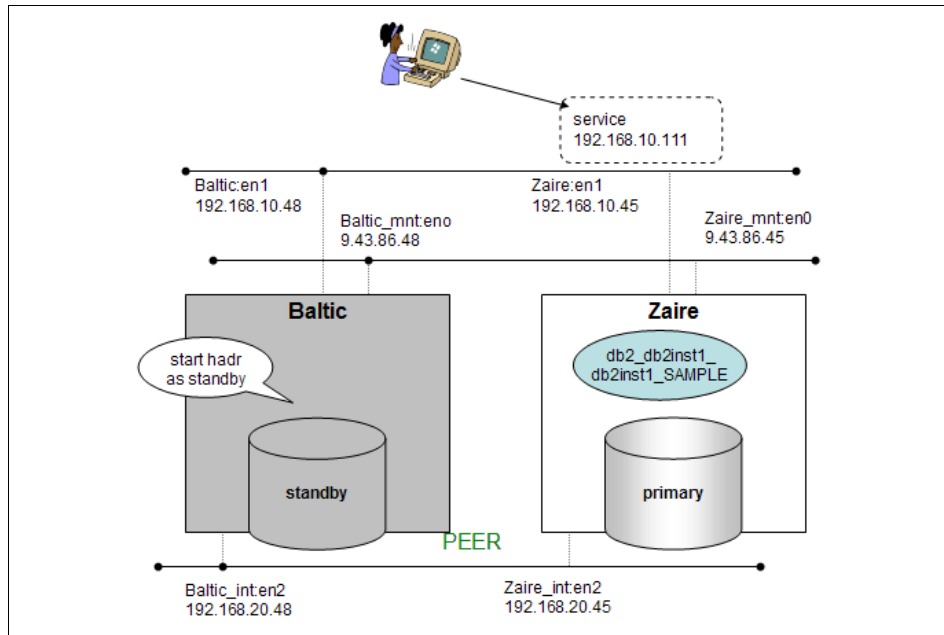 service
192.168.10.111
Baltic:en1
192.168.10.48
Zaire:en1
192.168.10.45
Baltic_mnt:eno
9.43.86.48
Zaire_mnt:en0
9.43.86.45
Baltic
Zaire
start hadr
as standby
db2_db2inst1_
db2inst1_SAMPLE
standby
primary
PEER
Baltic_int:en2
192.168.20.48
Zaire_int:en2
192.168.20.45